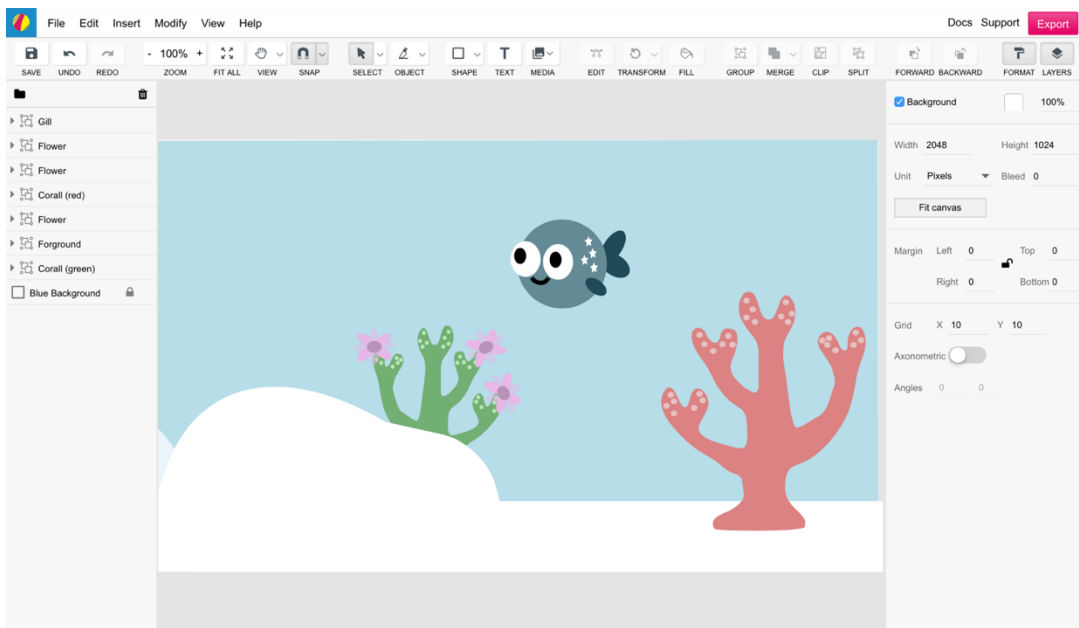 File Edit Insert Modify View Help Docs Support Export
- 100% +
SAVE UNDO REDO ZOOM FIT ALL VIEW SNAP SELECT OBJECT SHAPE TEXT MEDIA EDIT TRANSFORM FILL GROUP MERGE CLIP SPLIT FORWARD BACKWARD FORMAT LAYERS
Gill
Flower
Flower
Corall (red)
Flower
Forground
Corall (green)
Blue Background
Background 100%
Width 2048 Height 1024
Unit Pixels Bleed 0
Fit canvas
Margin Left 0 Top 0
Right 0 Bottom 0
Grid X 10 Y 10
Axonometric
Angles 0 0